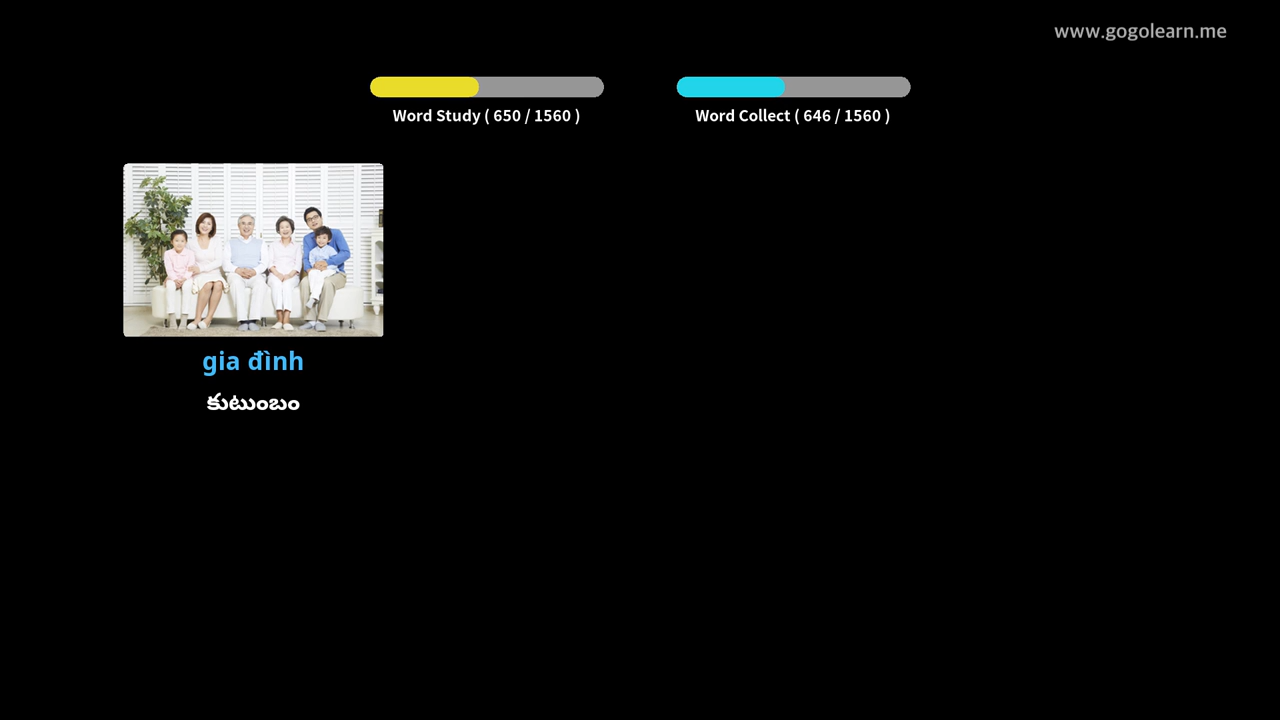 www.gogolearn.me
Word Study ( 650 / 1560 )
Word Collect ( 646 / 1560 )
gia đình
కుటుంబం